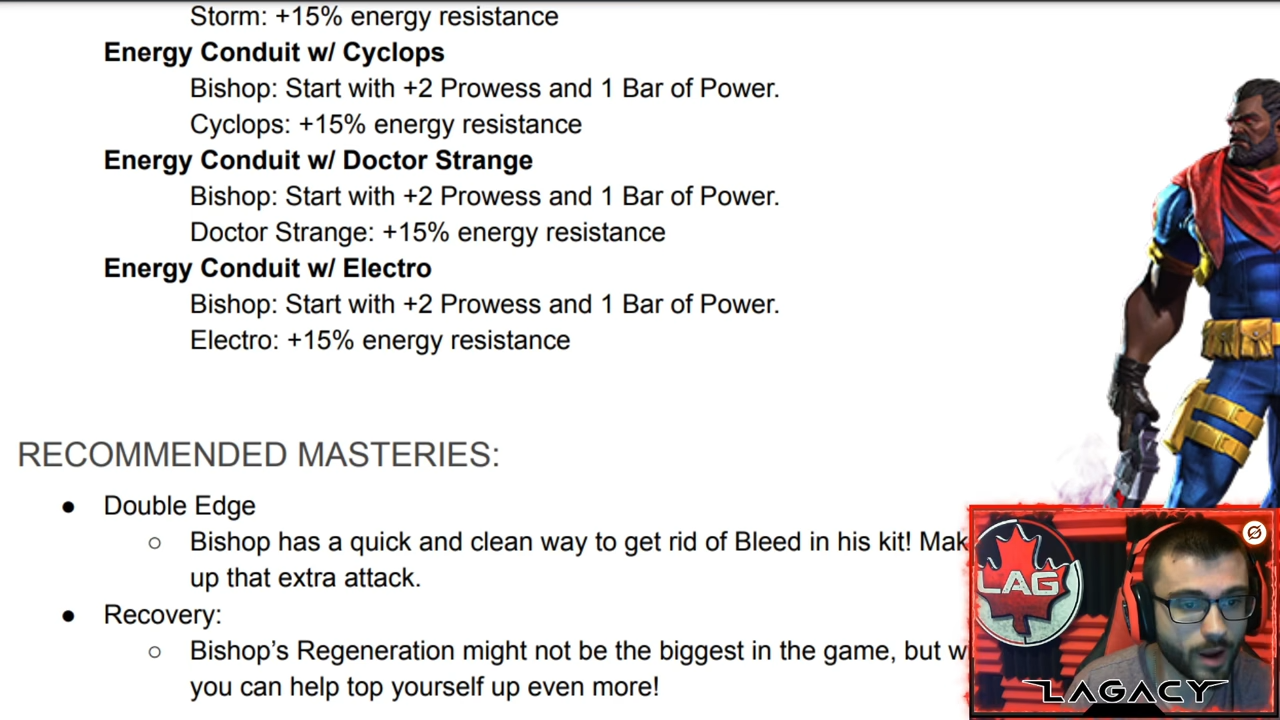 Storm: +15% energy resistance
Energy Conduit w/ Cyclops
Bishop: Start with +2 Prowess and 1 Bar of Power.
Cyclops: +15% energy resistance
Energy Conduit w/ Doctor Strange
Bishop: Start with +2 Prowess and 1 Bar of Power.
Doctor Strange: +15% energy resistance
Energy Conduit w/ Electro
Bishop: Start with +2 Prowess and 1 Bar of Power.
Electro: +15% energy resistance
RECOMMENDED MASTERIES:
● Double Edge
○ Bishop has a quick and clean way to get rid of Bleed in his kit! Mak
up that extra attack.
● Recovery:
○ Bishop’s Regeneration might not be the biggest in the game, but w
you can help top yourself up even more!
LAG
LAGACY